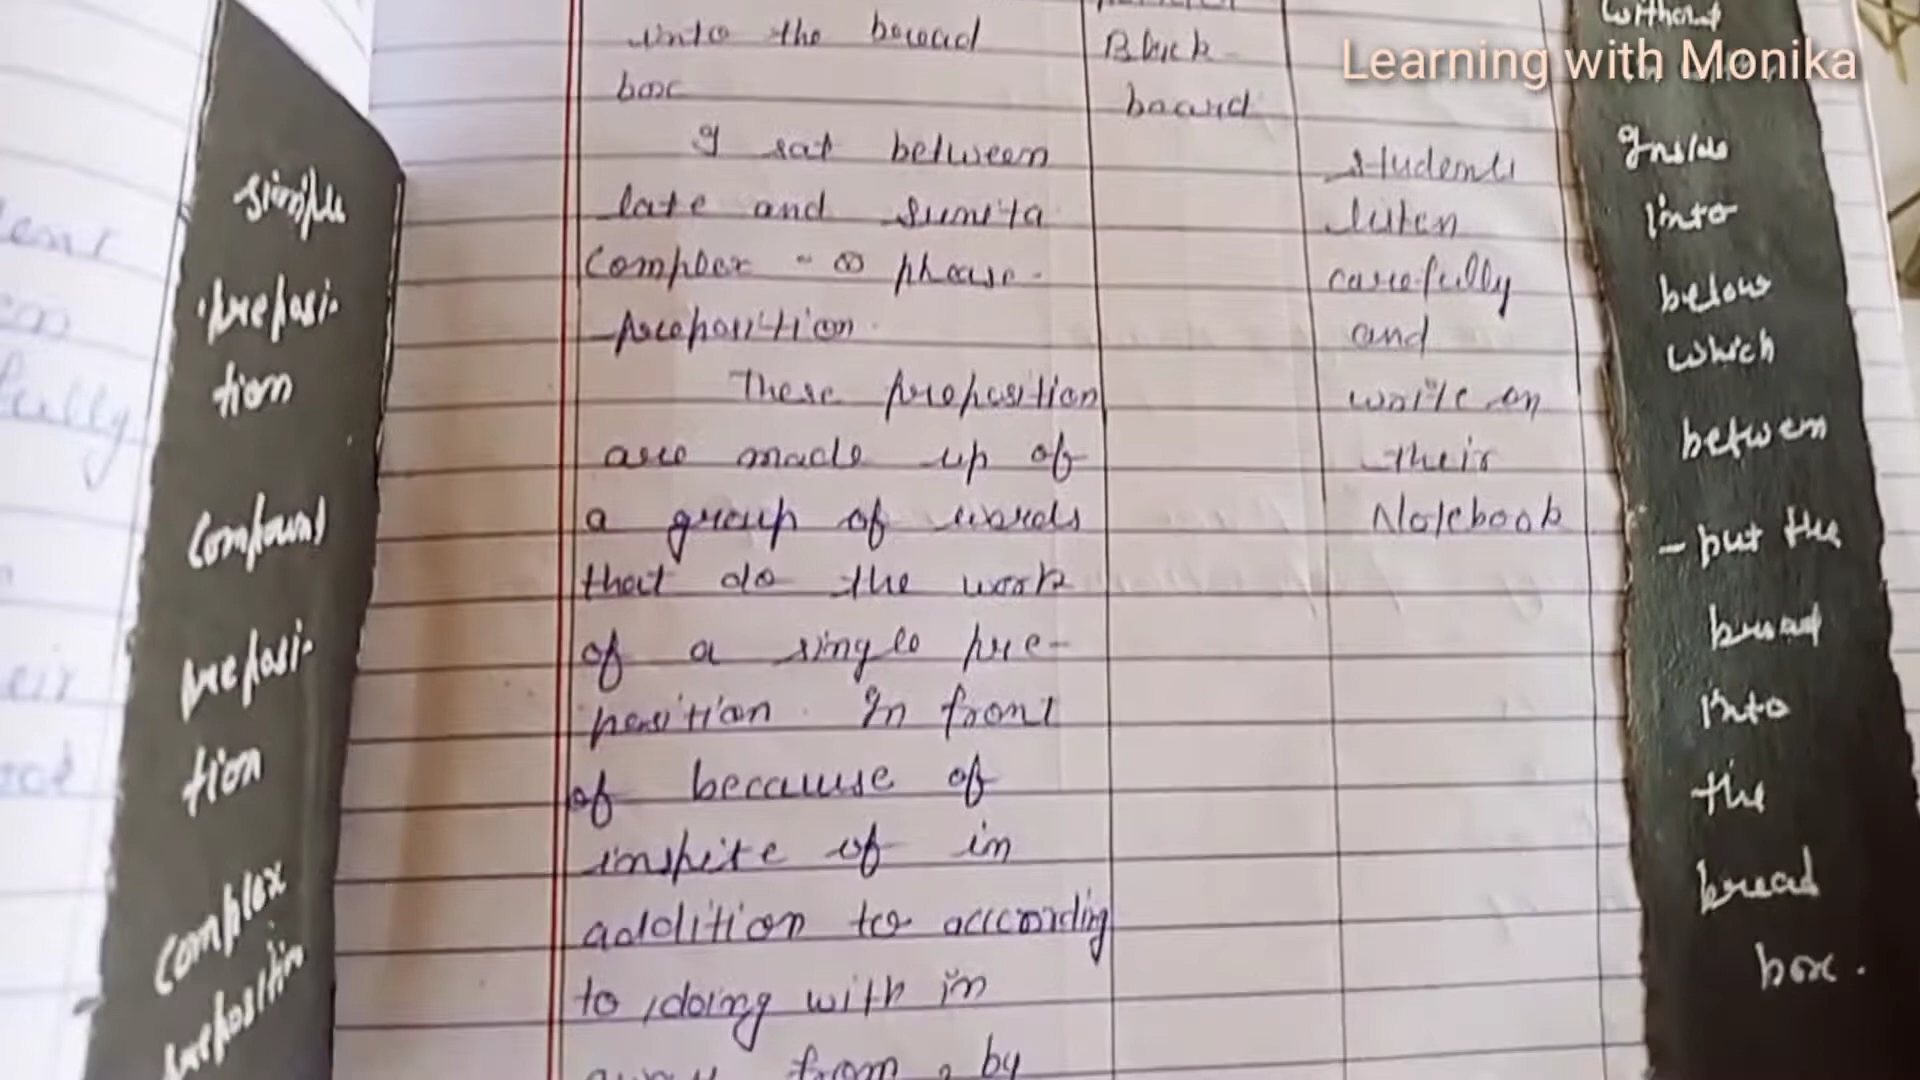 Learning with Monika
simple
preposi-
tion
Compound
preposi-
tion
Complex
preposition
into the breead
box
I sat between
late and Sunita
Complex - or phrase-
preposition.
These preposition
are made up of
a group of words
that do the work
of a single pre-
position. In front
of because of
inspite of in
addition to according
to , doing with in
away from , by
Black
board
students
listen
carefully
and
write on
their
Notebook
without
Inside
into
below
which
between
- put the
bread
into
the
bread
box.